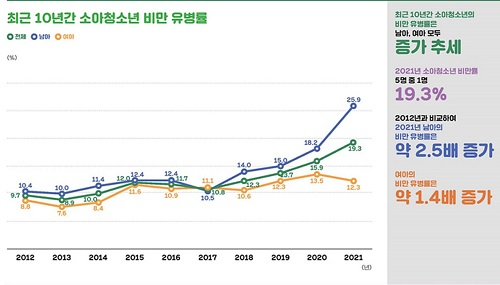 최근 10년간 소아청소년 비만 유병률
전체 남아 여아
(%)
10.4 10.0 11.4 12.4 12.4 10.5 14.0 15.0 18.2 25.9
9.7 8.9 10.0 12.0 11.7 10.8 12.3 13.7 15.9 19.3
8.8 7.6 8.4 11.6 10.9 11.1 10.6 12.3 13.5 12.3
2012 2013 2014 2015 2016 2017 2018 2019 2020 2021
(년)
최근 10년간 소아청소년의
비만 유병률은
남아, 여아 모두
증가 추세
2021년 소아청소년 비만률
5명 중 1명
19.3%
2012년과 비교하여
2021년 남아의
비만 유병률은
약 2.5배 증가
여아의
비만 유병률은
약 1.4배 증가